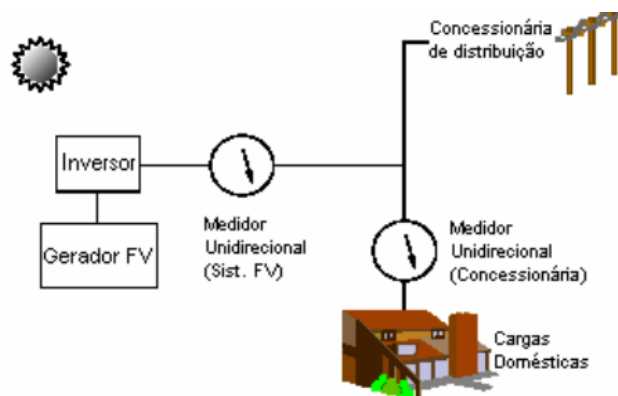 Concessionária
de distribuição
Inversor
Gerador FV
Medidor
Unidirecional
(Sist. FV)
Medidor
Unidirecional
(Concessionária)
Cargas
Domésticas